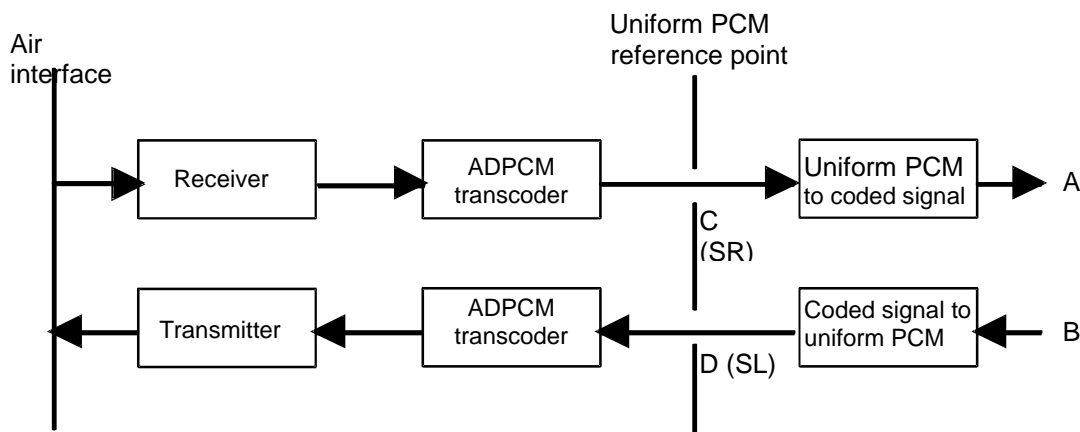 Air
interface
Uniform PCM
reference point
Receiver
ADPCM
transcoder
Uniform PCM
to coded signal
A
C
(SR)
Transmitter
ADPCM
transcoder
Coded signal to
uniform PCM
B
D (SL)